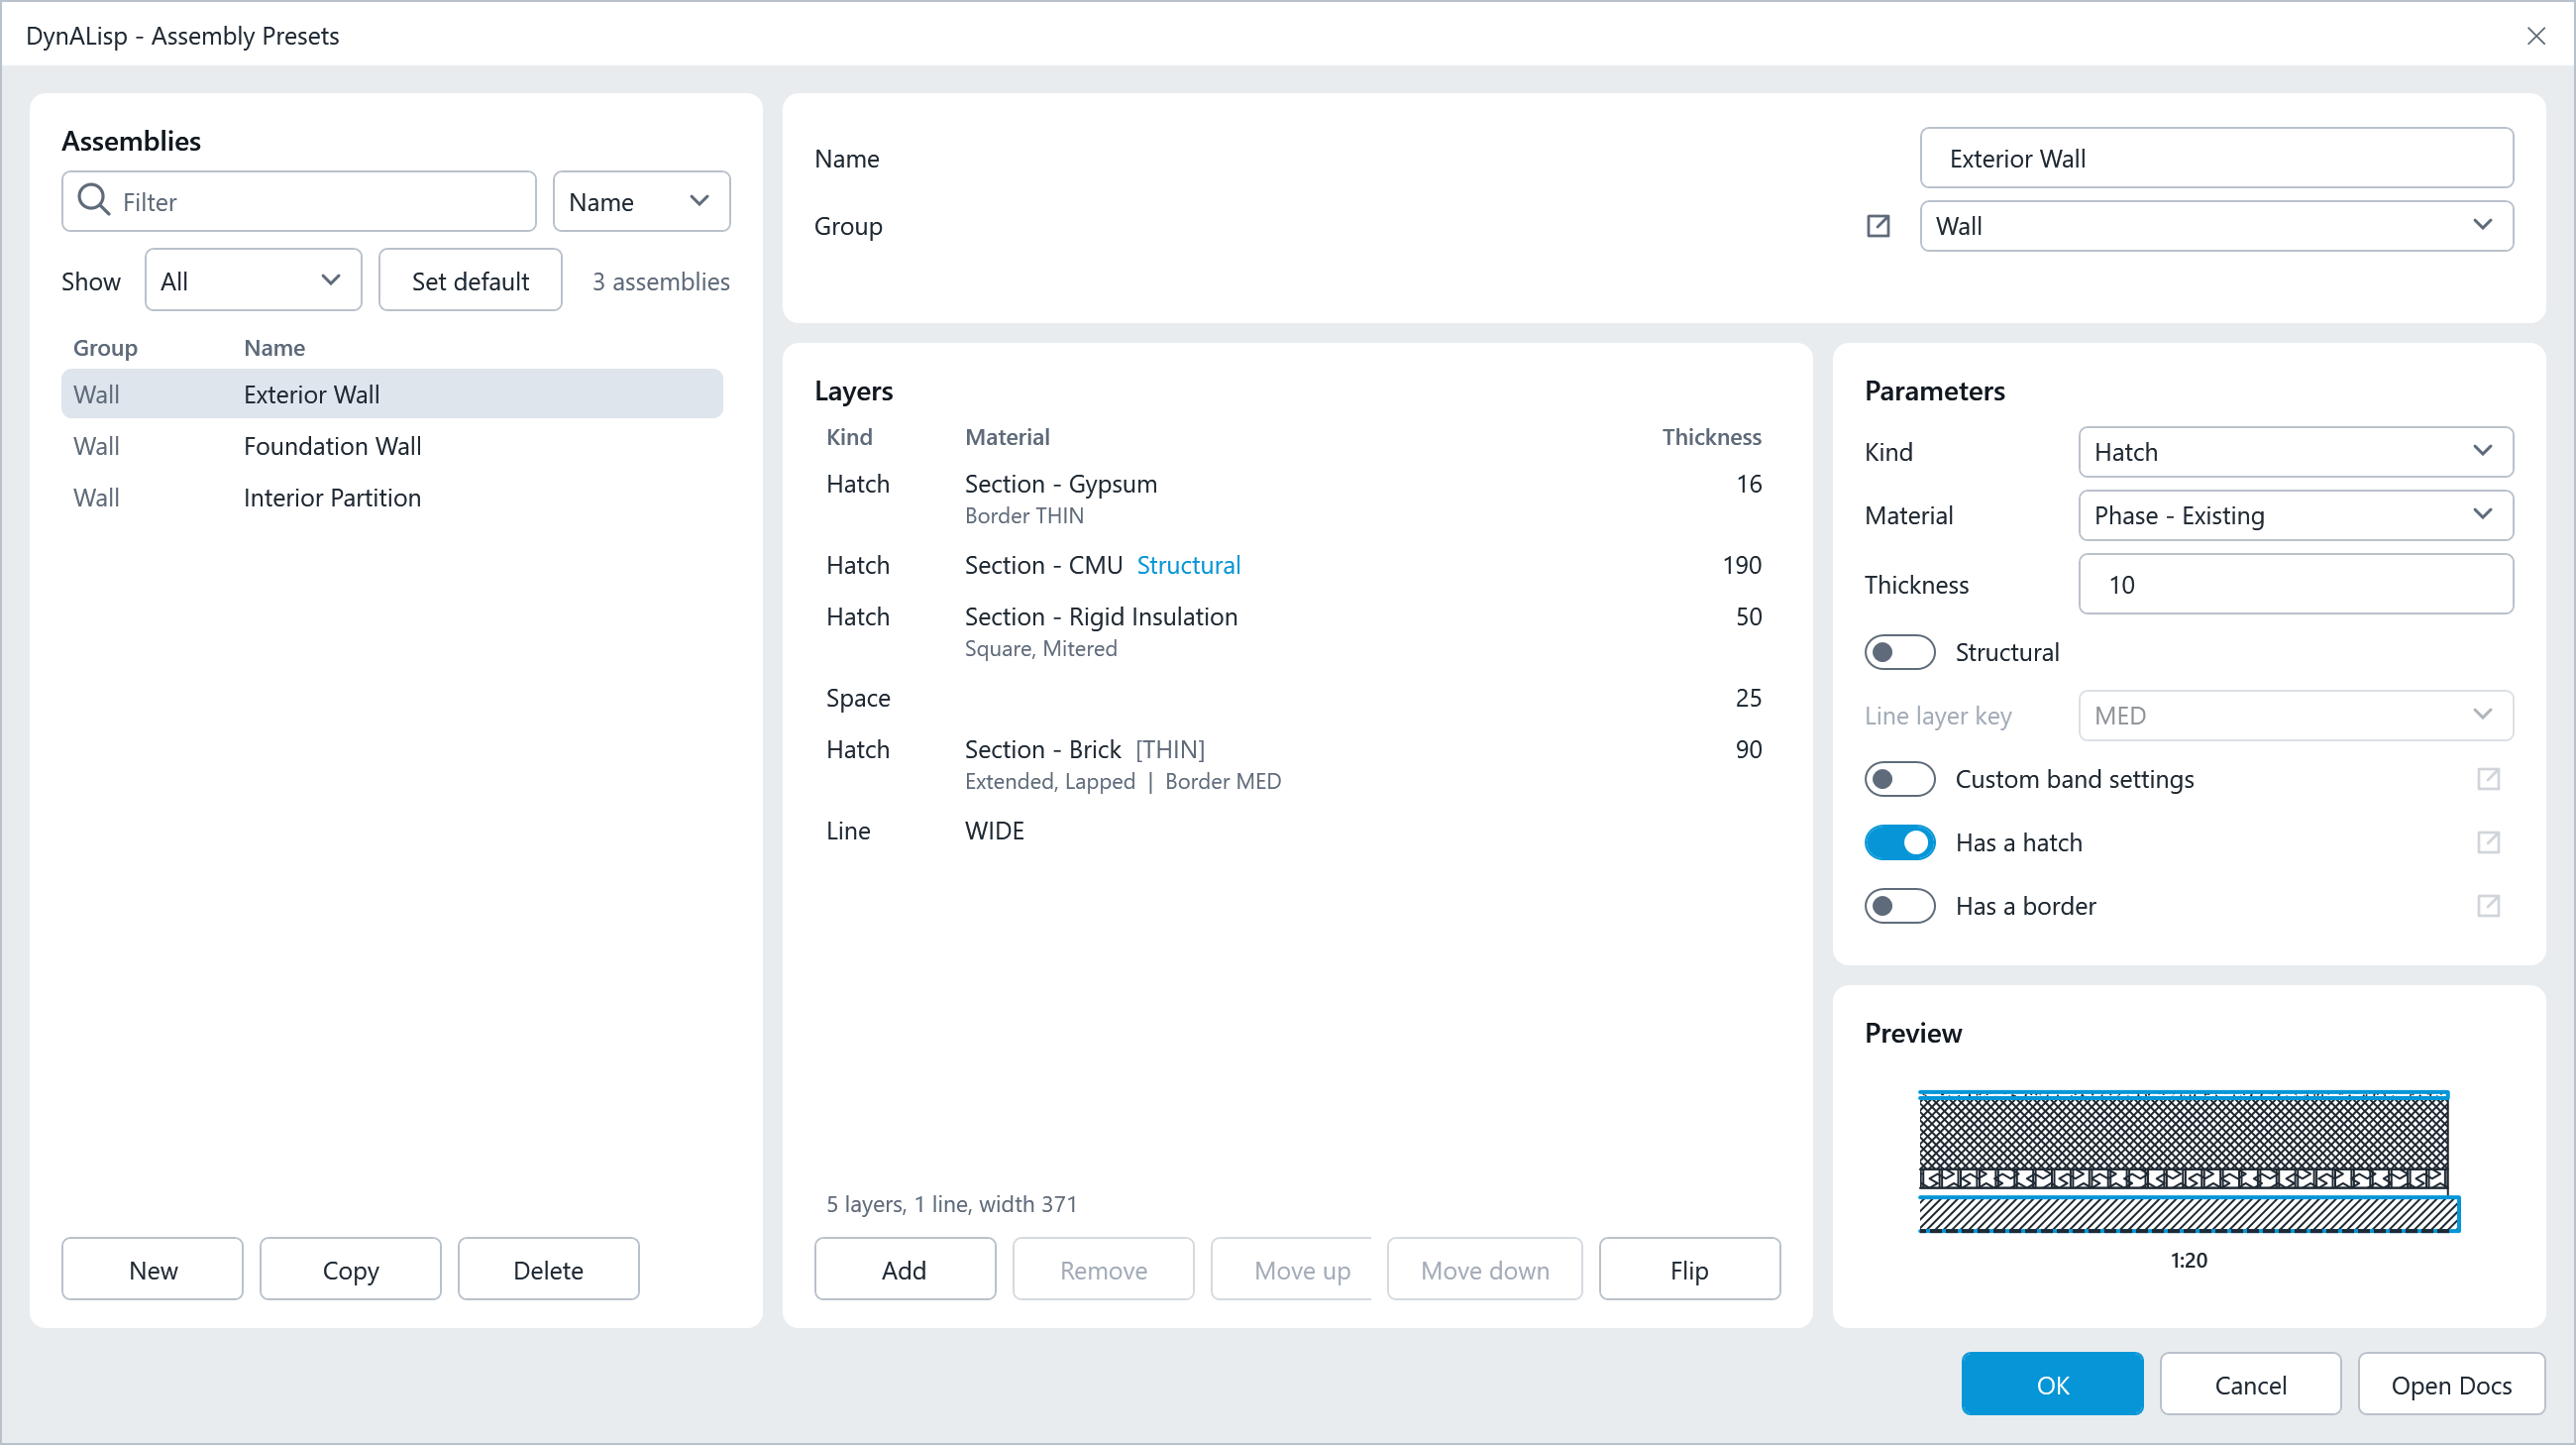 DynALisp - Assembly Presets
Assemblies
Filter
Name
Show
All
Set default
3 assemblies
Group Name
Wall Exterior Wall
Wall Foundation Wall
Wall Interior Partition
New
Copy
Delete
Name
Exterior Wall
Group
Wall
Layers
Kind Material Thickness
Hatch Section - Gypsum 16
Border THIN
Hatch Section - CMU Structural 190
Hatch Section - Rigid Insulation 50
Square, Mitered
Space 25
Hatch Section - Brick [THIN] 90
Extended, Lapped | Border MED
Line WIDE
5 layers, 1 line, width 371
Add
Remove
Move up
Move down
Flip
Parameters
Kind
Hatch
Material
Phase - Existing
Thickness
10
Structural
Line layer key
MED
Custom band settings
Has a hatch
Has a border
Preview
1:20
OK
Cancel
Open Docs